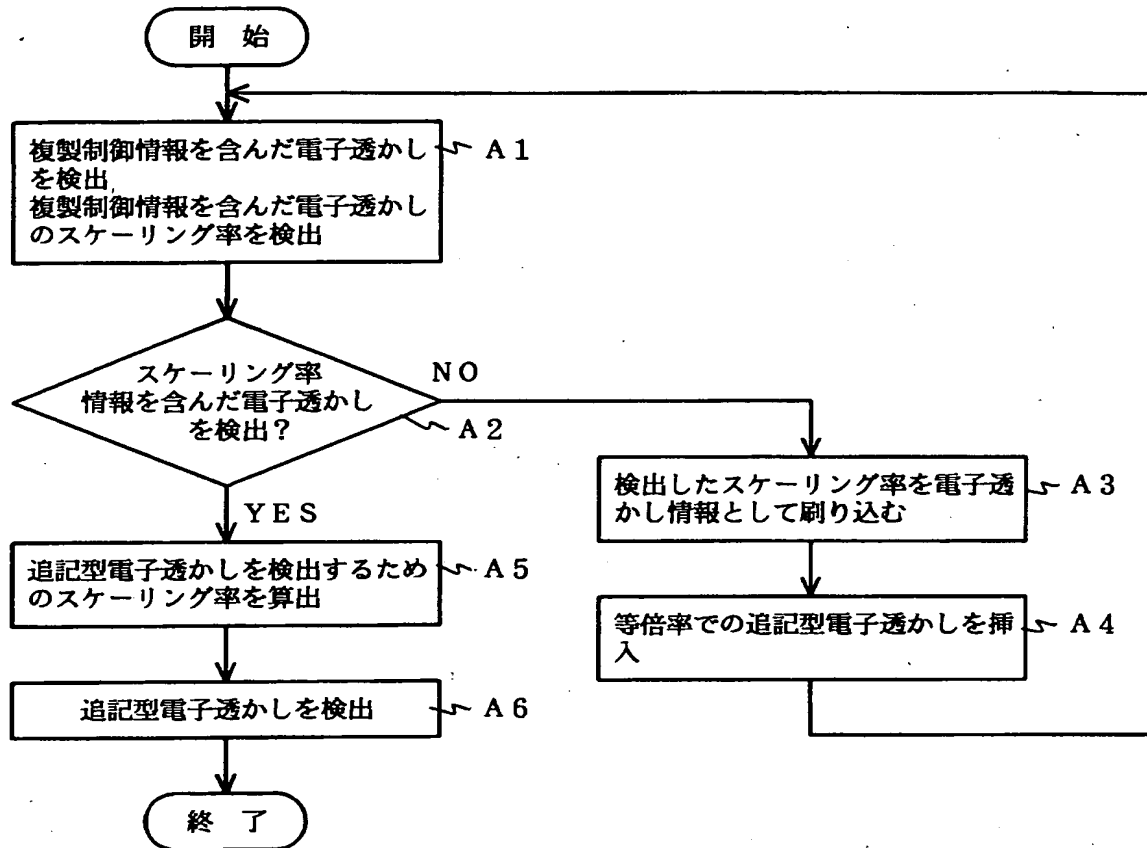 開 始
複製制御情報を含んだ電子透かし
を検出,
複製制御情報を含んだ電子透かし
のスケーリング率を検出
A1
スケーリング率
情報を含んだ電子透かし
を検出?
NO
A2
YES
検出したスケーリング率を電子透
かし情報として刷り込む
A3
等倍率での追記型電子透かしを挿
入
A4
追記型電子透かしを検出するため
のスケーリング率を算出
A5
追記型電子透かしを検出
A6
終 了